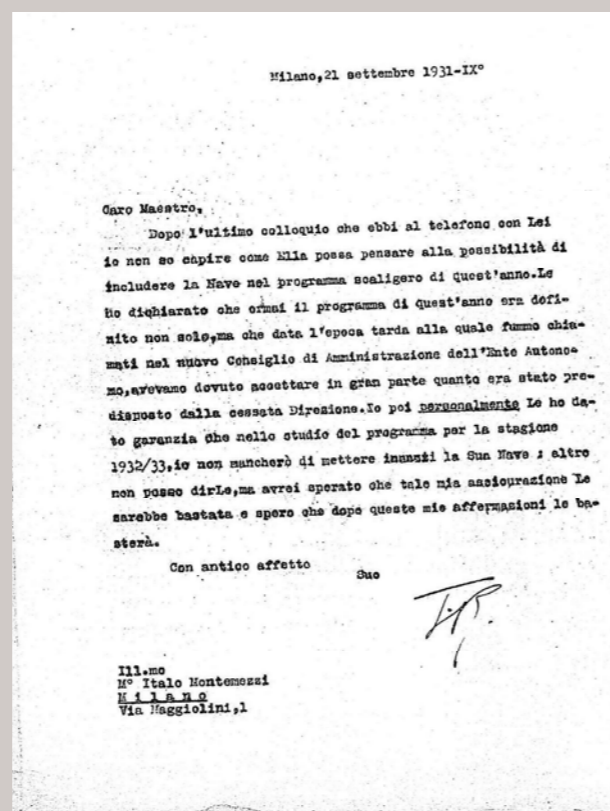 Milano,21 settembre 1931-IX°
Caro Maestro,
Dopo l'ultimo colloquio che ebbi al telefono con Lei
io non so capire come Ella possa pensare alla possibilità di
includere la Nave nel programma scaligero di quest'anno.Le
ho dichiarato che ormai il programma di quest'anno era defi-
nito non solo,ma che data l'epoca tarda alla quale fummo chia-
mati nel nuovo Consiglio di Amministrazione dell'Ente Autono-
mo,avevamo dovuto accettare in gran parte quanto era stato pre-
disposto dalla cessata Direzione.Io poi personalmente Le ho da-
to garanzia che nello studio del programma per la stagione
1932/33,io non mancherò di mettere innanzi la Sua Nave ; altro
non posso dirLe,ma avrei sperato che tale mia assicurazione Le
sarebbe bastata e spero che dopo queste mie affermazioni le ba-
sterà.
Con antico affetto
Suo
Ill.mo
M° Italo Montemezzi
Milano
Via Maggiolini,1